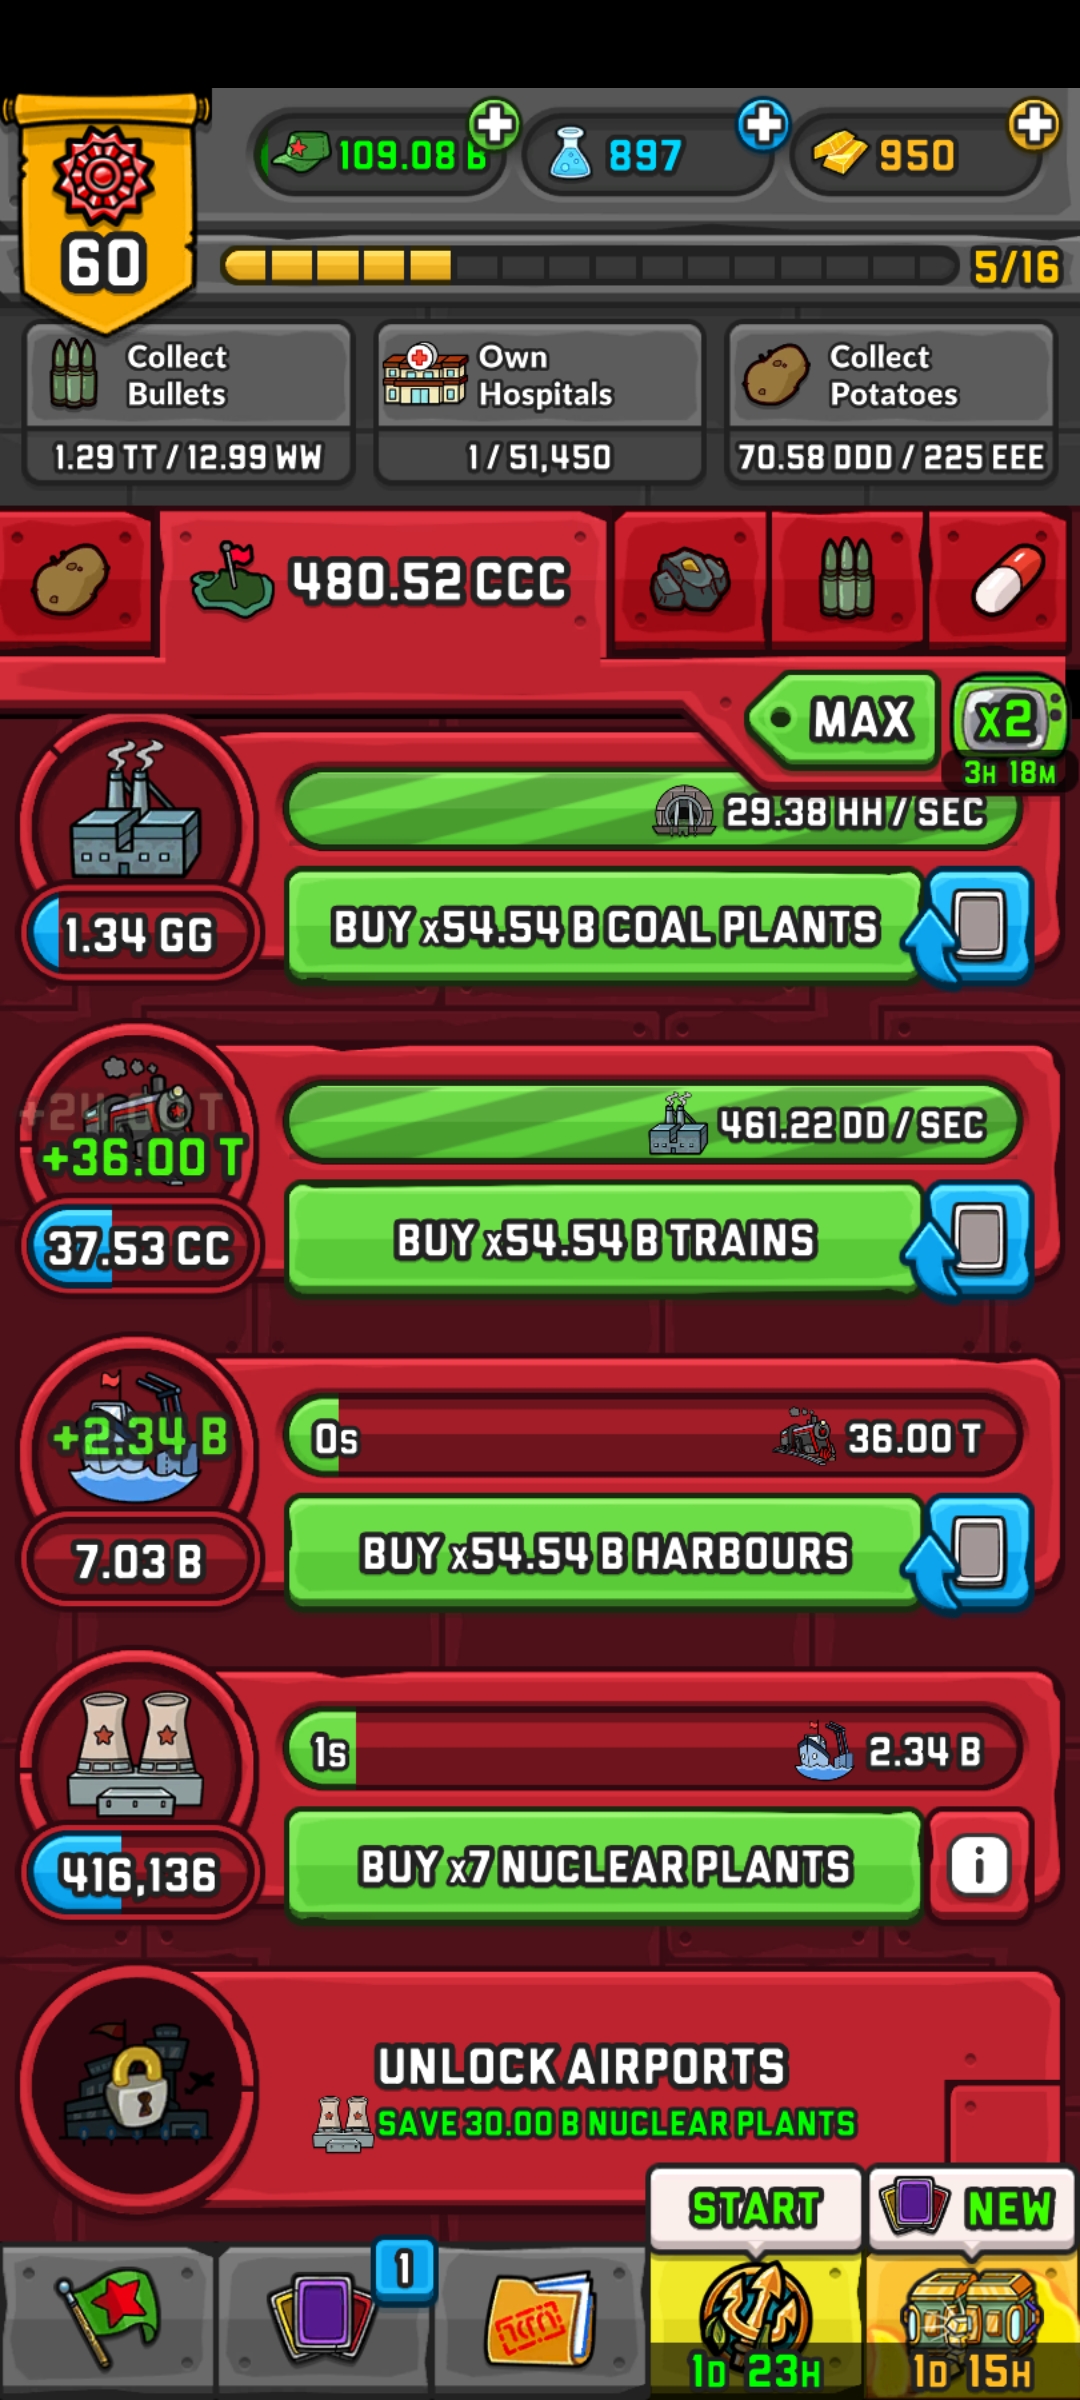 109.08 B
897
950
60
5/16
Collect
Bullets
1.29 TT / 12.99 WW
Own
Hospitals
1 / 51,450
Collect
Potatoes
70.58 DDD / 225 EEE
480.52 CCC
MAX
x2
3H 18M
29.38 HH / SEC
1.34 GG
BUY x54.54 B COAL PLANTS
+24.00 T
+36.00 T
461.22 DD / SEC
37.53 CC
BUY x54.54 B TRAINS
+2.34 B
0s
36.00 T
7.03 B
BUY x54.54 B HARBOURS
1s
2.34 B
416,136
BUY x7 NUCLEAR PLANTS
i
UNLOCK AIRPORTS
SAVE 30.00 B NUCLEAR PLANTS
START
NEW
1
1D 23H
1D 15H